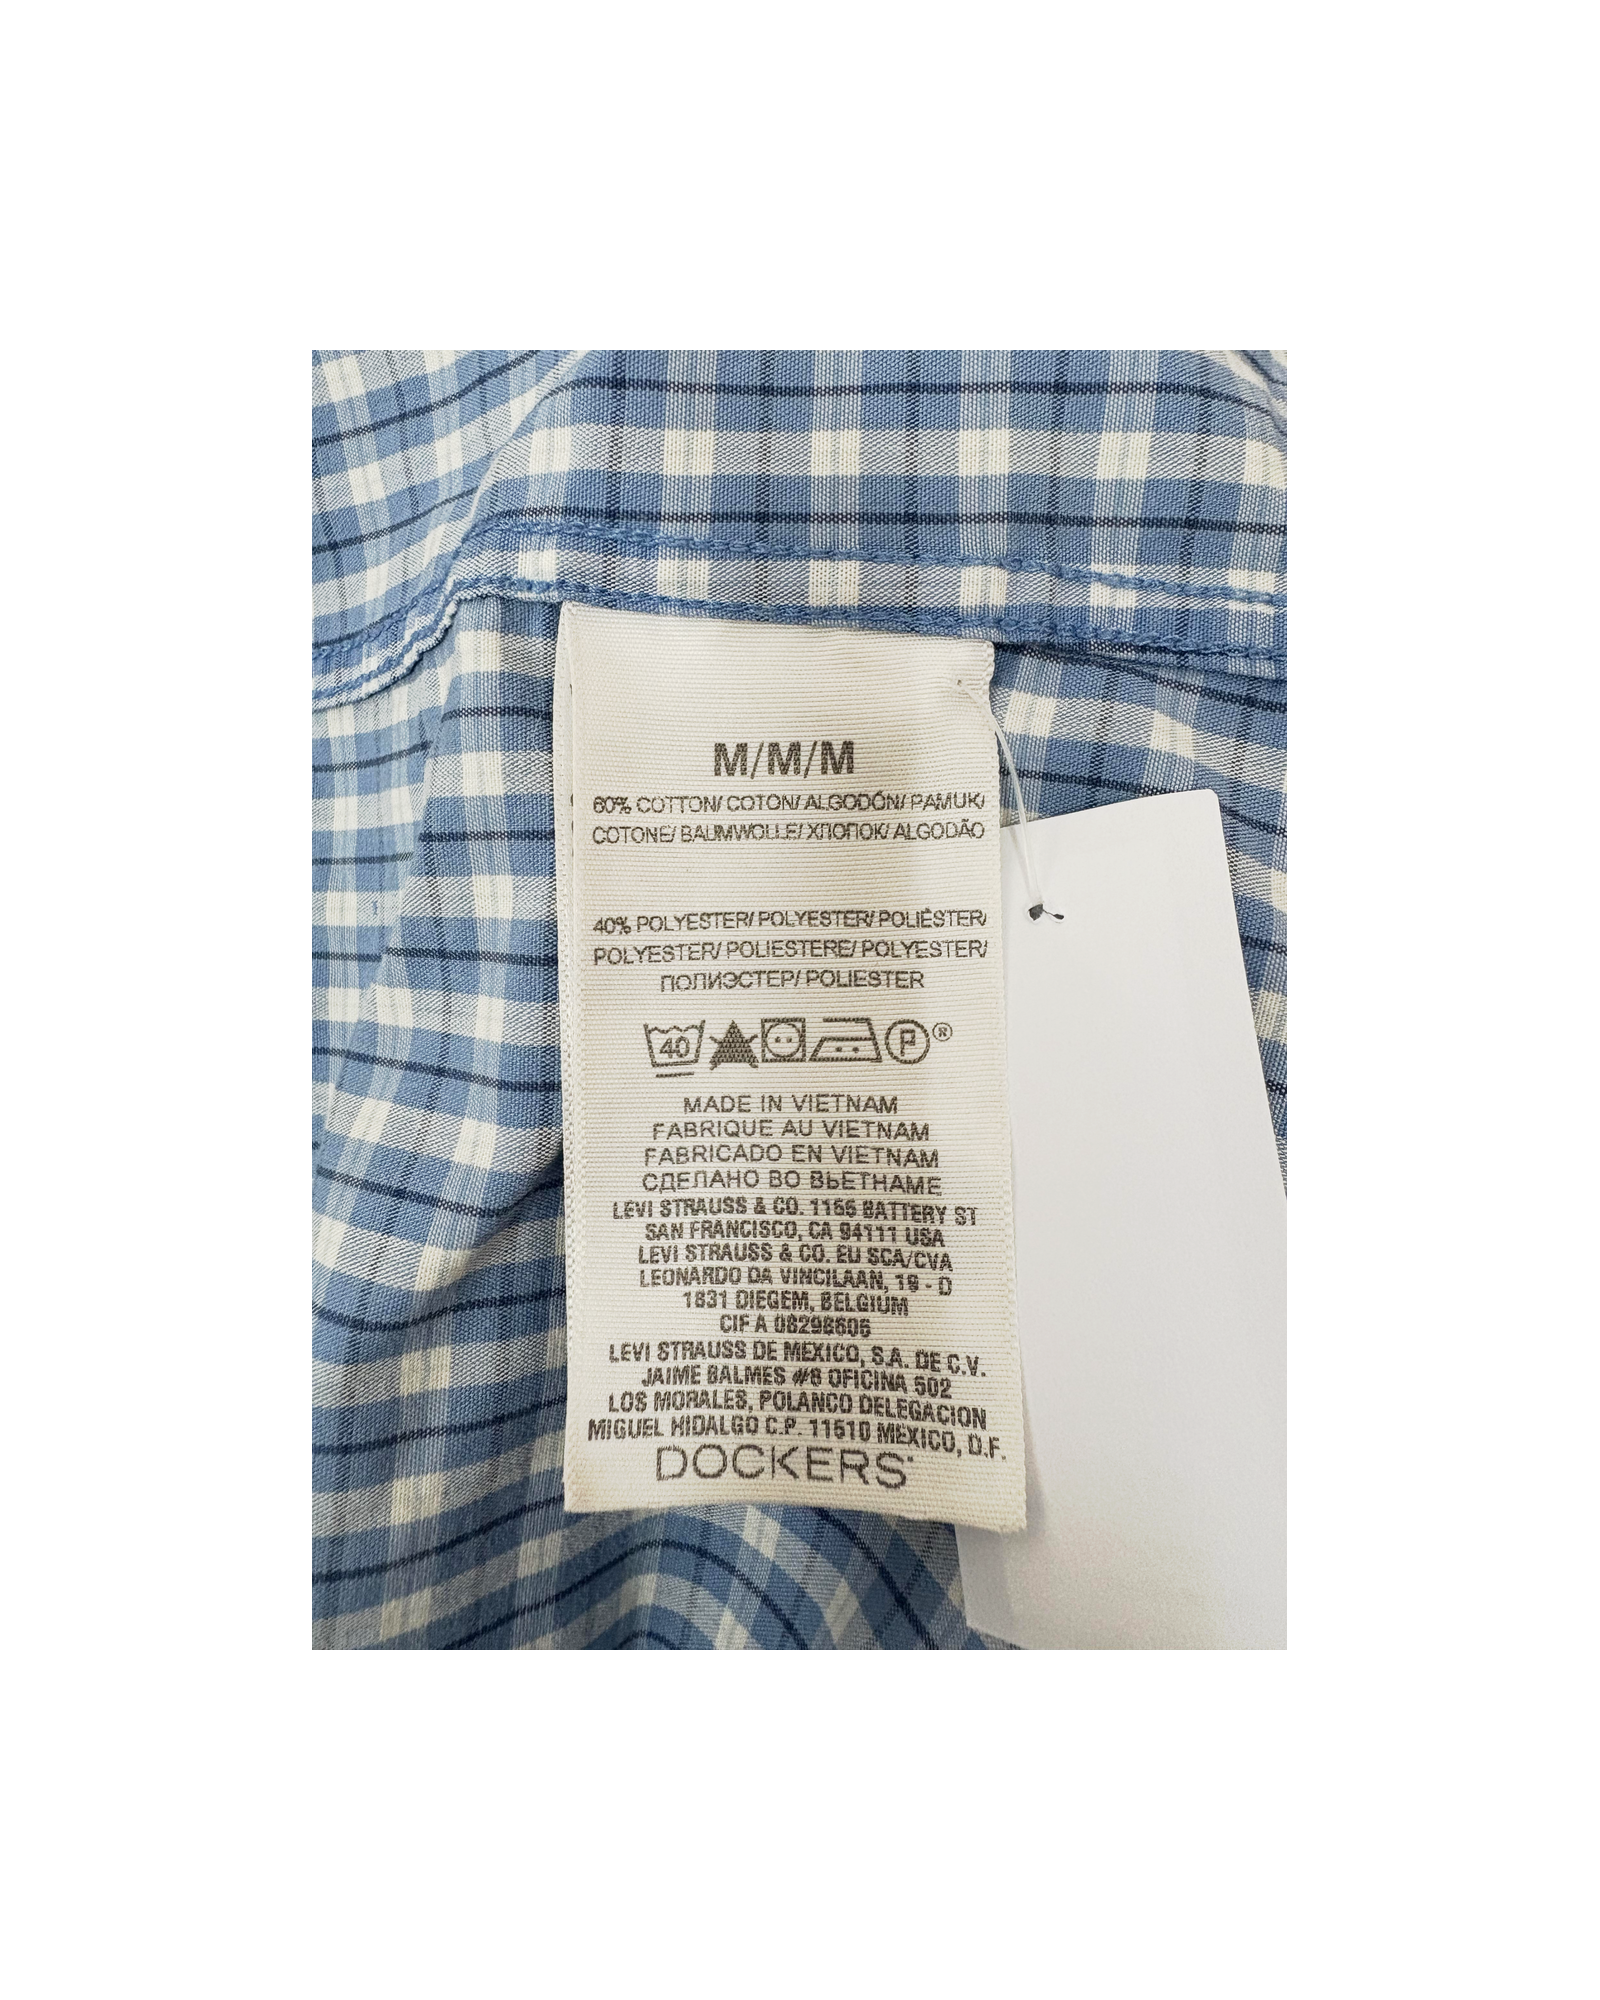 M/M/M
60% COTTON/ COTON/ ALGODÓN/ PAMUK/
COTONE/ BAUMWOLLE/ ХЛОПОК/ ALGODÃO
40% POLYESTER/ POLYESTER/ POLIÉSTER/
POLYESTER/ POLIESTERE/ POLYESTER/
ПОЛИЭСТЕР/ POLIESTER
40 P ®
MADE IN VIETNAM
FABRIQUE AU VIETNAM
FABRICADO EN VIETNAM
СДЕЛАНО ВО ВЬЕТНАМЕ
LEVI STRAUSS & CO. 1155 BATTERY ST
SAN FRANCISCO, CA 94111 USA
LEVI STRAUSS & CO. EU SCA/CVA
LEONARDO DA VINCILAAN, 19 - D
1831 DIEGEM, BELGIUM
CIF A 08298606
LEVI STRAUSS DE MEXICO, S.A. DE C.V.
JAIME BALMES #8 OFICINA 502
LOS MORALES, POLANCO DELEGACION
MIGUEL HIDALGO C.P. 11510 MEXICO, D.F.
DOCKERS